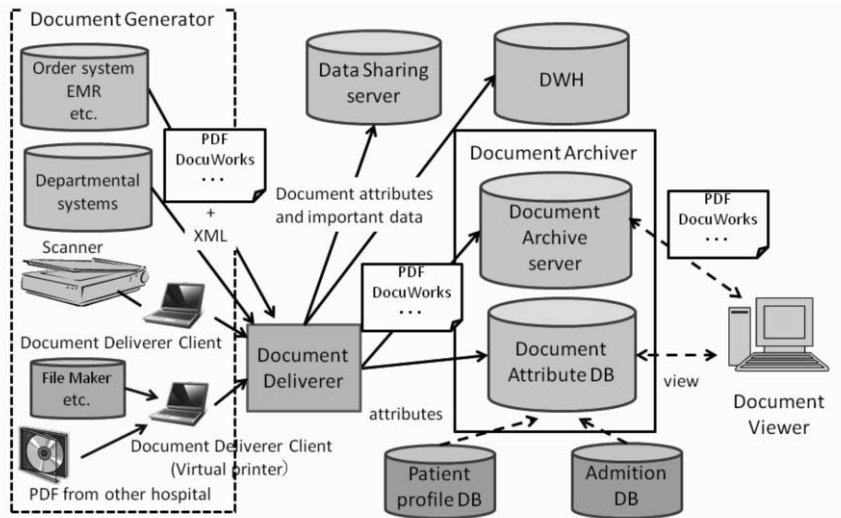 Document Generator
Order system
EMR
etc.
PDF
DocuWorks
...
Departmental
systems
+
XML
Scanner
Document Deliverer Client
File Maker
etc.
Document Deliverer Client
(Virtual printer)
PDF from other hospital
Document
Deliverer
Data Sharing
server
DWH
Document attributes
and important data
PDF
DocuWorks
...
attributes
Document Archiver
Document
Archive
server
Document
Attribute DB
Patient
profile DB
Admition
DB
PDF
DocuWorks
...
view
Document
Viewer